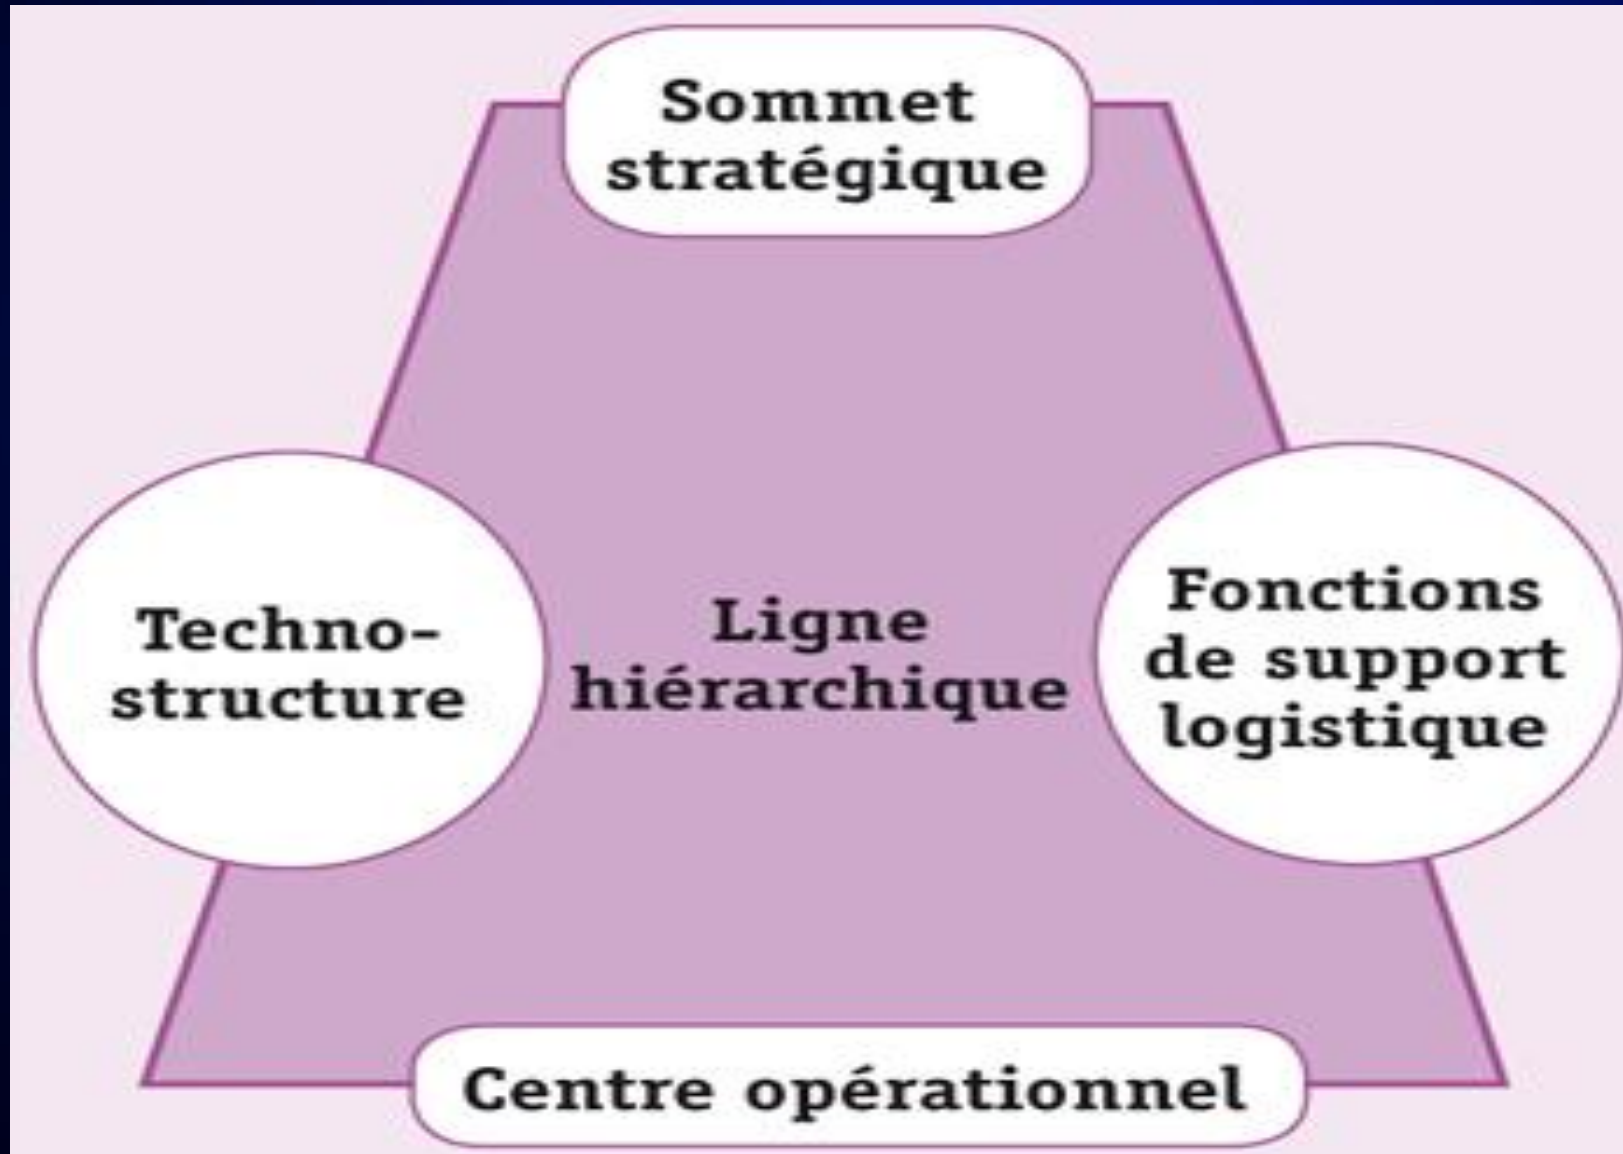 Sommet
stratégique
Techno-
structure
Ligne
hiérarchique
Fonctions
de support
logistique
Centre opérationnel